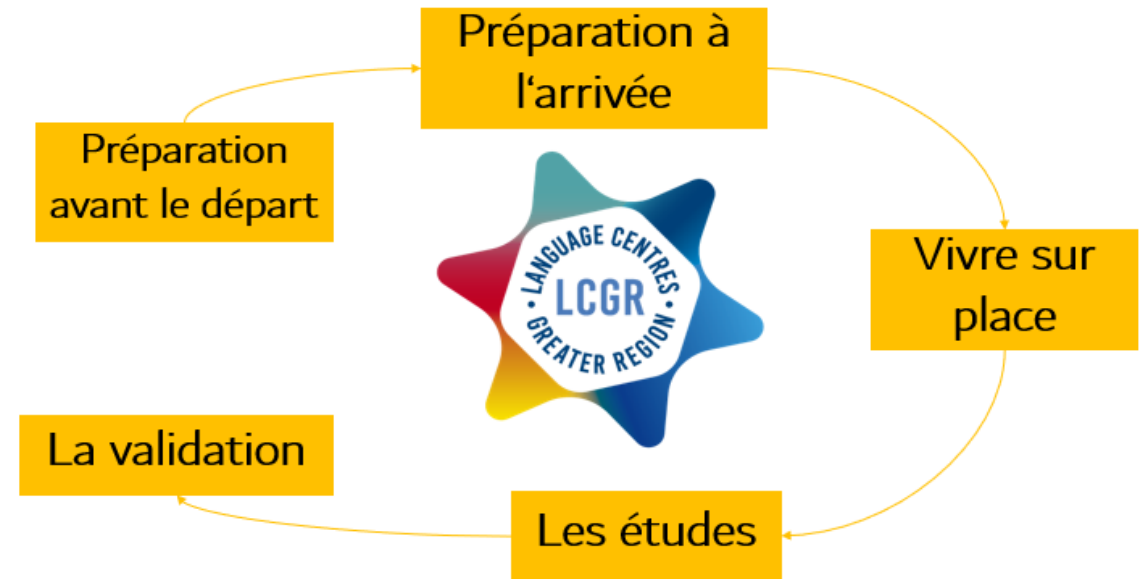 Préparation
avant le départ
Préparation à
l‘arrivée
Vivre sur
place
Les études
La validation
LANGUAGE CENTRES
LCGR
GREATER REGION